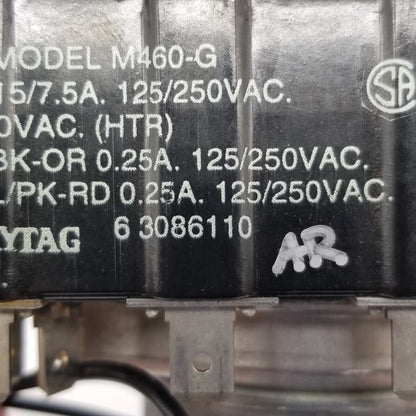 MODEL M460-G
15/7.5A. 125/250VAC.
0VAC. (HTR)
BK-OR 0.25A. 125/250VAC.
L/PK-RD 0.25A. 125/250VAC.
YTAG 6 3086110
SA
A.R.